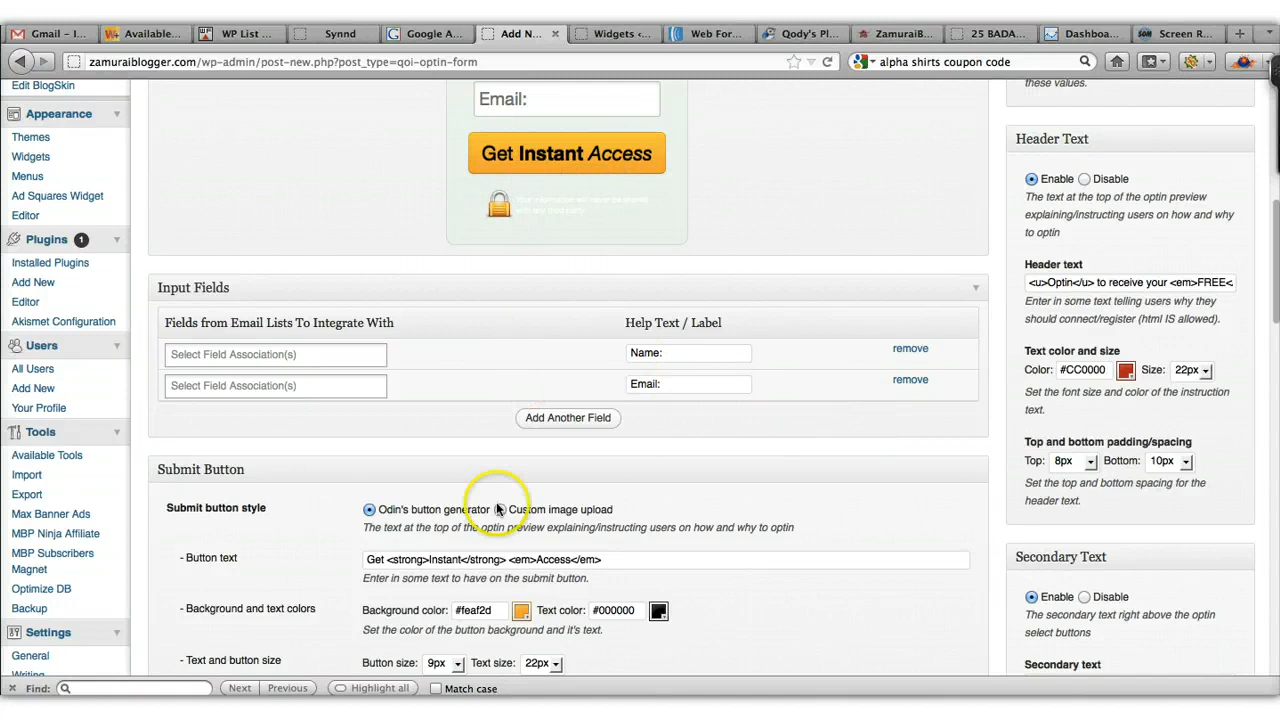 Gmail – I...
Available...
WP List ...
Synnd
Google A...
Add N...
Widgets <...
Web For...
Qody's Pl...
ZamuraiB...
25 BADA...
Dashboa...
Screen R...
zamuraiblogger.com/wp-admin/post-new.php?post_type=qoi-optin-form
alpha shirts coupon code
Edit BlogSkin
Appearance
Themes
Widgets
Menus
Ad Squares Widget
Editor
Plugins 1
Installed Plugins
Add New
Editor
Akismet Configuration
Users
All Users
Add New
Your Profile
Tools
Available Tools
Import
Export
Max Banner Ads
MBP Ninja Affiliate
MBP Subscribers
Magnet
Optimize DB
Backup
Settings
General
Writing
Email:
Get Instant Access
Your information will never be shared
with any third party
Input Fields
Fields from Email Lists To Integrate With
Help Text / Label
Select Field Association(s)
Name:
remove
Select Field Association(s)
Email:
remove
Add Another Field
Submit Button
Submit button style
Odin's button generator
Custom image upload
The text at the top of the optin preview explaining/instructing users on how and why to optin
- Button text
Get <strong>Instant</strong> <em>Access</em>
Enter in some text to have on the submit button.
- Background and text colors
Background color: #feaf2d
Text color: #000000
Set the color of the button background and it's text.
- Text and button size
Button size: 9px
Text size: 22px
these values.
Header Text
Enable Disable
The text at the top of the optin preview
explaining/instructing users on how and why
to optin
Header text
<u>Optin</u> to receive your <em>FREE<
Enter in some text telling users why they
should connect/register (html IS allowed).
Text color and size
Color: #CC0000 Size: 22px
Set the font size and color of the instruction
text.
Top and bottom padding/spacing
Top: 8px Bottom: 10px
Set the top and bottom spacing for the
header text.
Secondary Text
Enable Disable
The secondary text right above the optin
select buttons
Secondary text
Find:
Next
Previous
Highlight all
Match case